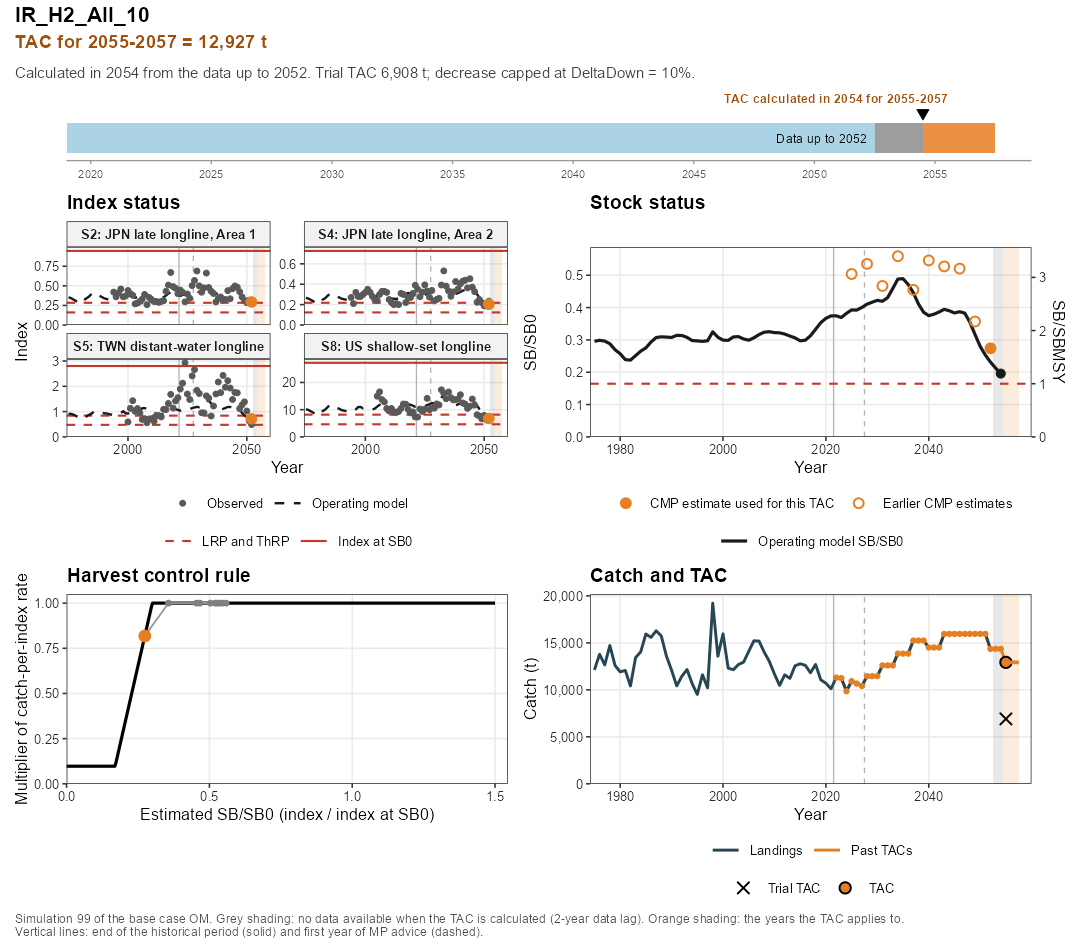 IR_H2_All_10
TAC for 2055-2057 = 12,927 t
Calculated in 2054 from the data up to 2052. Trial TAC 6,908 t; decrease capped at DeltaDown = 10%.
TAC calculated in 2054 for 2055-2057
Data up to 2052
2020 2025 2030 2035 2040 2045 2050 2055
Index status
S2: JPN late longline, Area 1
0.75
0.50
0.25
0.00
S4: JPN late longline, Area 2
0.6
0.4
0.2
0.0
S5: TWN distant-water longline
3
2
1
0
S8: US shallow-set longline
20
10
0
2000 2050 2000 2050
Index
Year
Observed Operating model
LRP and ThRP Index at SB0
Stock status
0.5
0.4
0.3
0.2
0.1
0.0
3
2
1
0
SB/SB0
SB/SBMSY
1980 2000 2020 2040
Year
CMP estimate used for this TAC Earlier CMP estimates
Operating model SB/SB0
Harvest control rule
1.00
0.75
0.50
0.25
0.00
Multiplier of catch-per-index rate
0.0 0.5 1.0 1.5
Estimated SB/SB0 (index / index at SB0)
Catch and TAC
20,000
15,000
10,000
5,000
0
Catch (t)
1980 2000 2020 2040
Year
Landings Past TACs
Trial TAC TAC
Simulation 99 of the base case OM. Grey shading: no data available when the TAC is calculated (2-year data lag). Orange shading: the years the TAC applies to.
Vertical lines: end of the historical period (solid) and first year of MP advice (dashed).